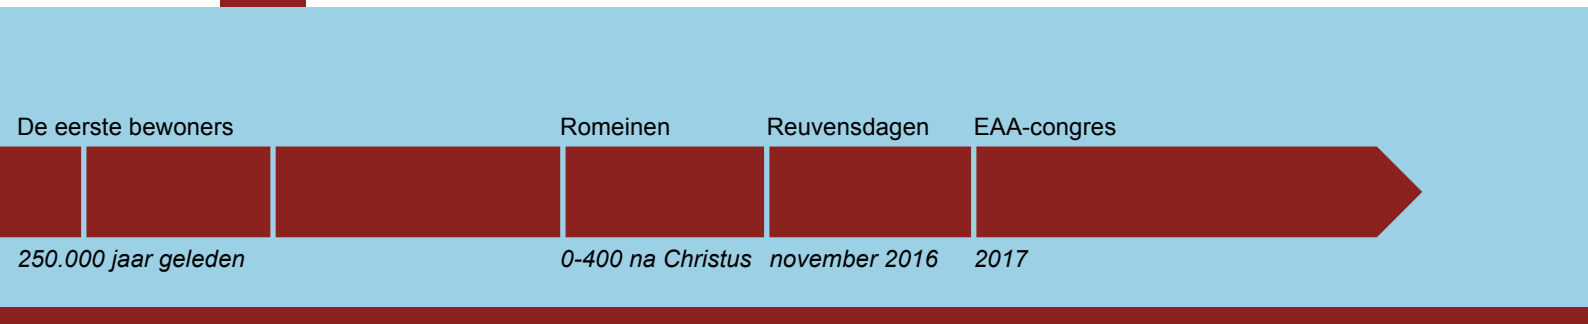 De eerste bewoners Romeinen Reuvensdagen EAA-congres
250.000 jaar geleden 0-400 na Christus november 2016 2017